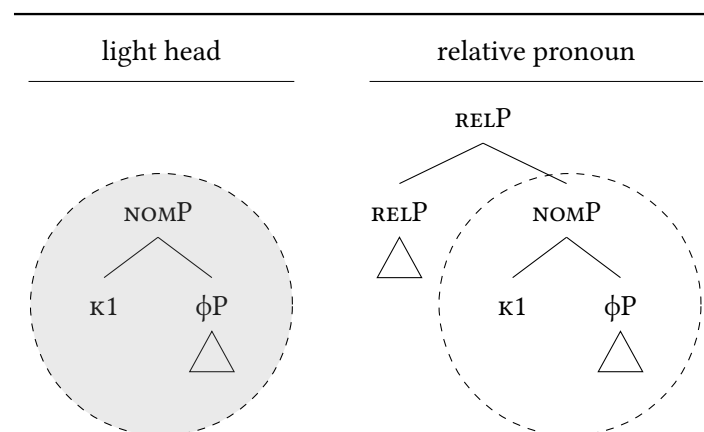 light head relative pronoun
RELP
NOMP RELP NOMP
K1 ϕP K1 ϕP